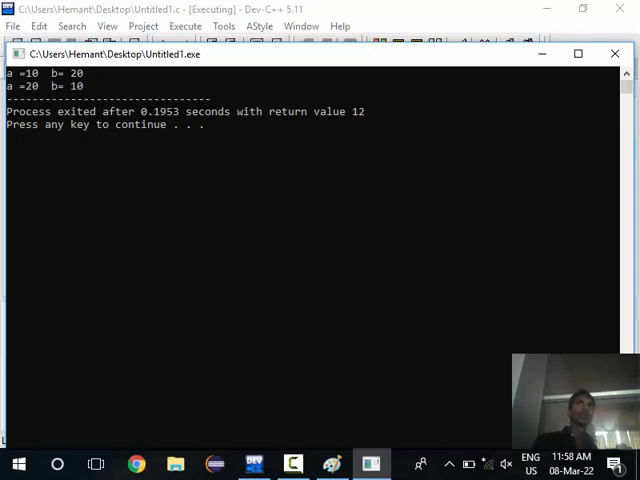 C:\Users\Hemant\Desktop\Untitled1.c - [Executing] - Dev-C++ 5.11
File Edit Search View Project Execute Tools AStyle Window Help
C:\Users\Hemant\Desktop\Untitled1.exe
a =10  b= 20
a =20  b= 10
--------------------------------
Process exited after 0.1953 seconds with return value 12
Press any key to continue . . .
DEV
C
ENG
US
11:58 AM
08-Mar-22
1